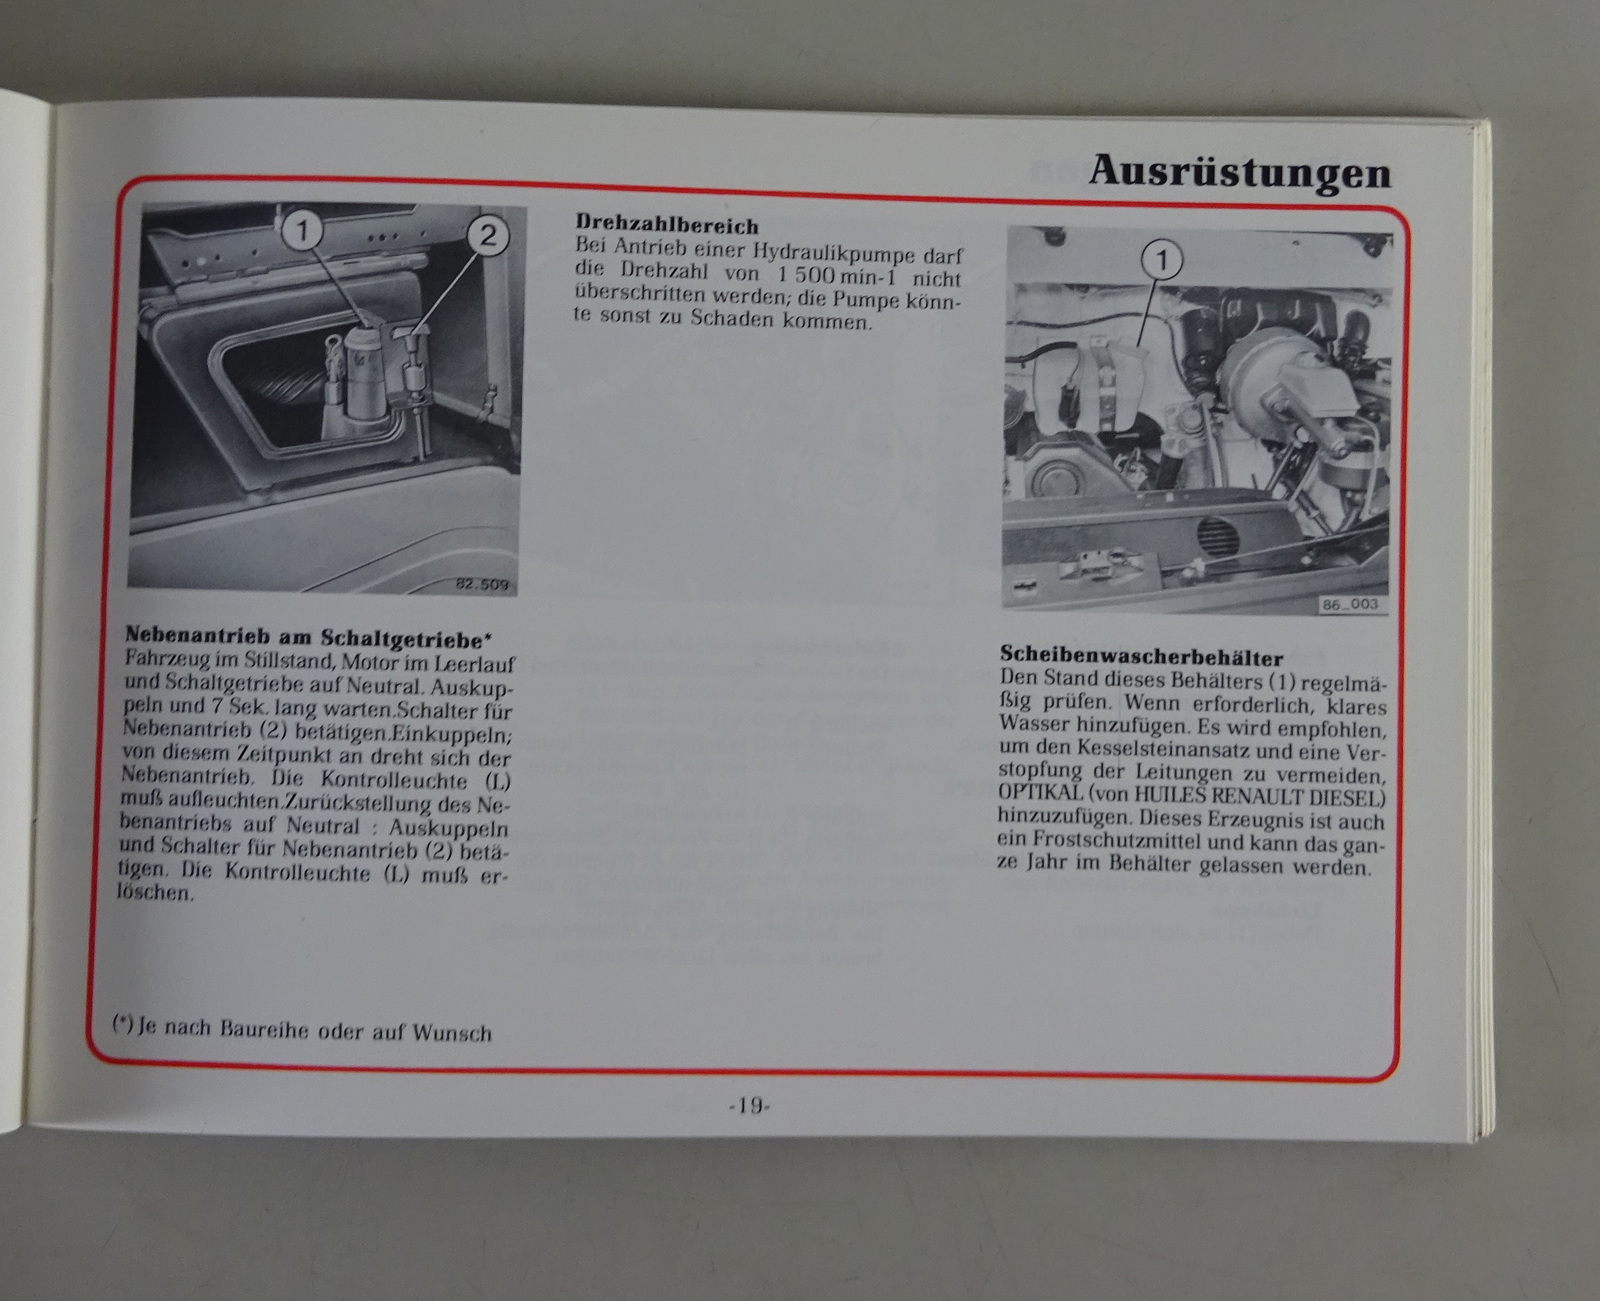 Ausrüstungen
1
2
82.509
Nebenantrieb am Schaltgetriebe*
Fahrzeug im Stillstand, Motor im Leerlauf
und Schaltgetriebe auf Neutral. Auskup-
peln und 7 Sek. lang warten.Schalter für
Nebenantrieb (2) betätigen.Einkuppeln;
von diesem Zeitpunkt an dreht sich der
Nebenantrieb. Die Kontrolleuchte (L)
muß aufleuchten.Zurückstellung des Ne-
benantriebs auf Neutral : Auskuppeln
und Schalter für Nebenantrieb (2) betä-
tigen. Die Kontrolleuchte (L) muß er-
löschen.
(*) Je nach Baureihe oder auf Wunsch
Drehzahlbereich
Bei Antrieb einer Hydraulikpumpe darf
die Drehzahl von 1 500 min-1 nicht
überschritten werden; die Pumpe könn-
te sonst zu Schaden kommen.
1
86_003
Scheibenwascherbehälter
Den Stand dieses Behälters (1) regelmä-
ßig prüfen. Wenn erforderlich, klares
Wasser hinzufügen. Es wird empfohlen,
um den Kesselsteinansatz und eine Ver-
stopfung der Leitungen zu vermeiden,
OPTIKAL (von HUILES RENAULT DIESEL)
hinzuzufügen. Dieses Erzeugnis ist auch
ein Frostschutzmittel und kann das gan-
ze Jahr im Behälter gelassen werden.
-19-